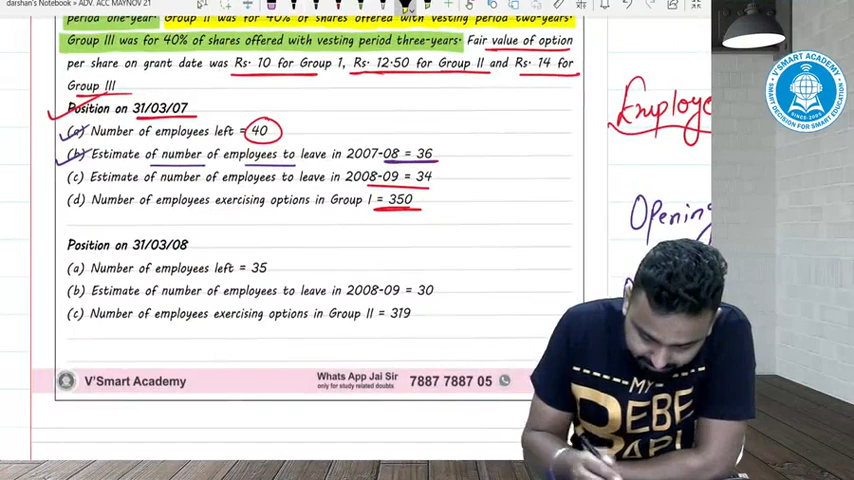 darshan's Notebook » ADV. ACC MAYNOV 21
period one-year. Group II was for 40% of shares offered with vesting period two-years.
Group III was for 40% of shares offered with vesting period three-years. Fair value of option
per share on grant date was Rs. 10 for Group 1, Rs. 12.50 for Group II and Rs. 14 for
Group III
Position on 31/03/07
(a) Number of employees left = 40
(b) Estimate of number of employees to leave in 2007-08 = 36
(c) Estimate of number of employees to leave in 2008-09 = 34
(d) Number of employees exercising options in Group I = 350
Position on 31/03/08
(a) Number of employees left = 35
(b) Estimate of number of employees to leave in 2008-09 = 30
(c) Number of employees exercising options in Group II = 319
V'Smart Academy
Whats App Jai Sir
only for study related doubts
7887 7887 05
Employe
Opening
V'SMART ACADEMY
SMART DECISION FOR SMART EDUCATION
MY
BEBE